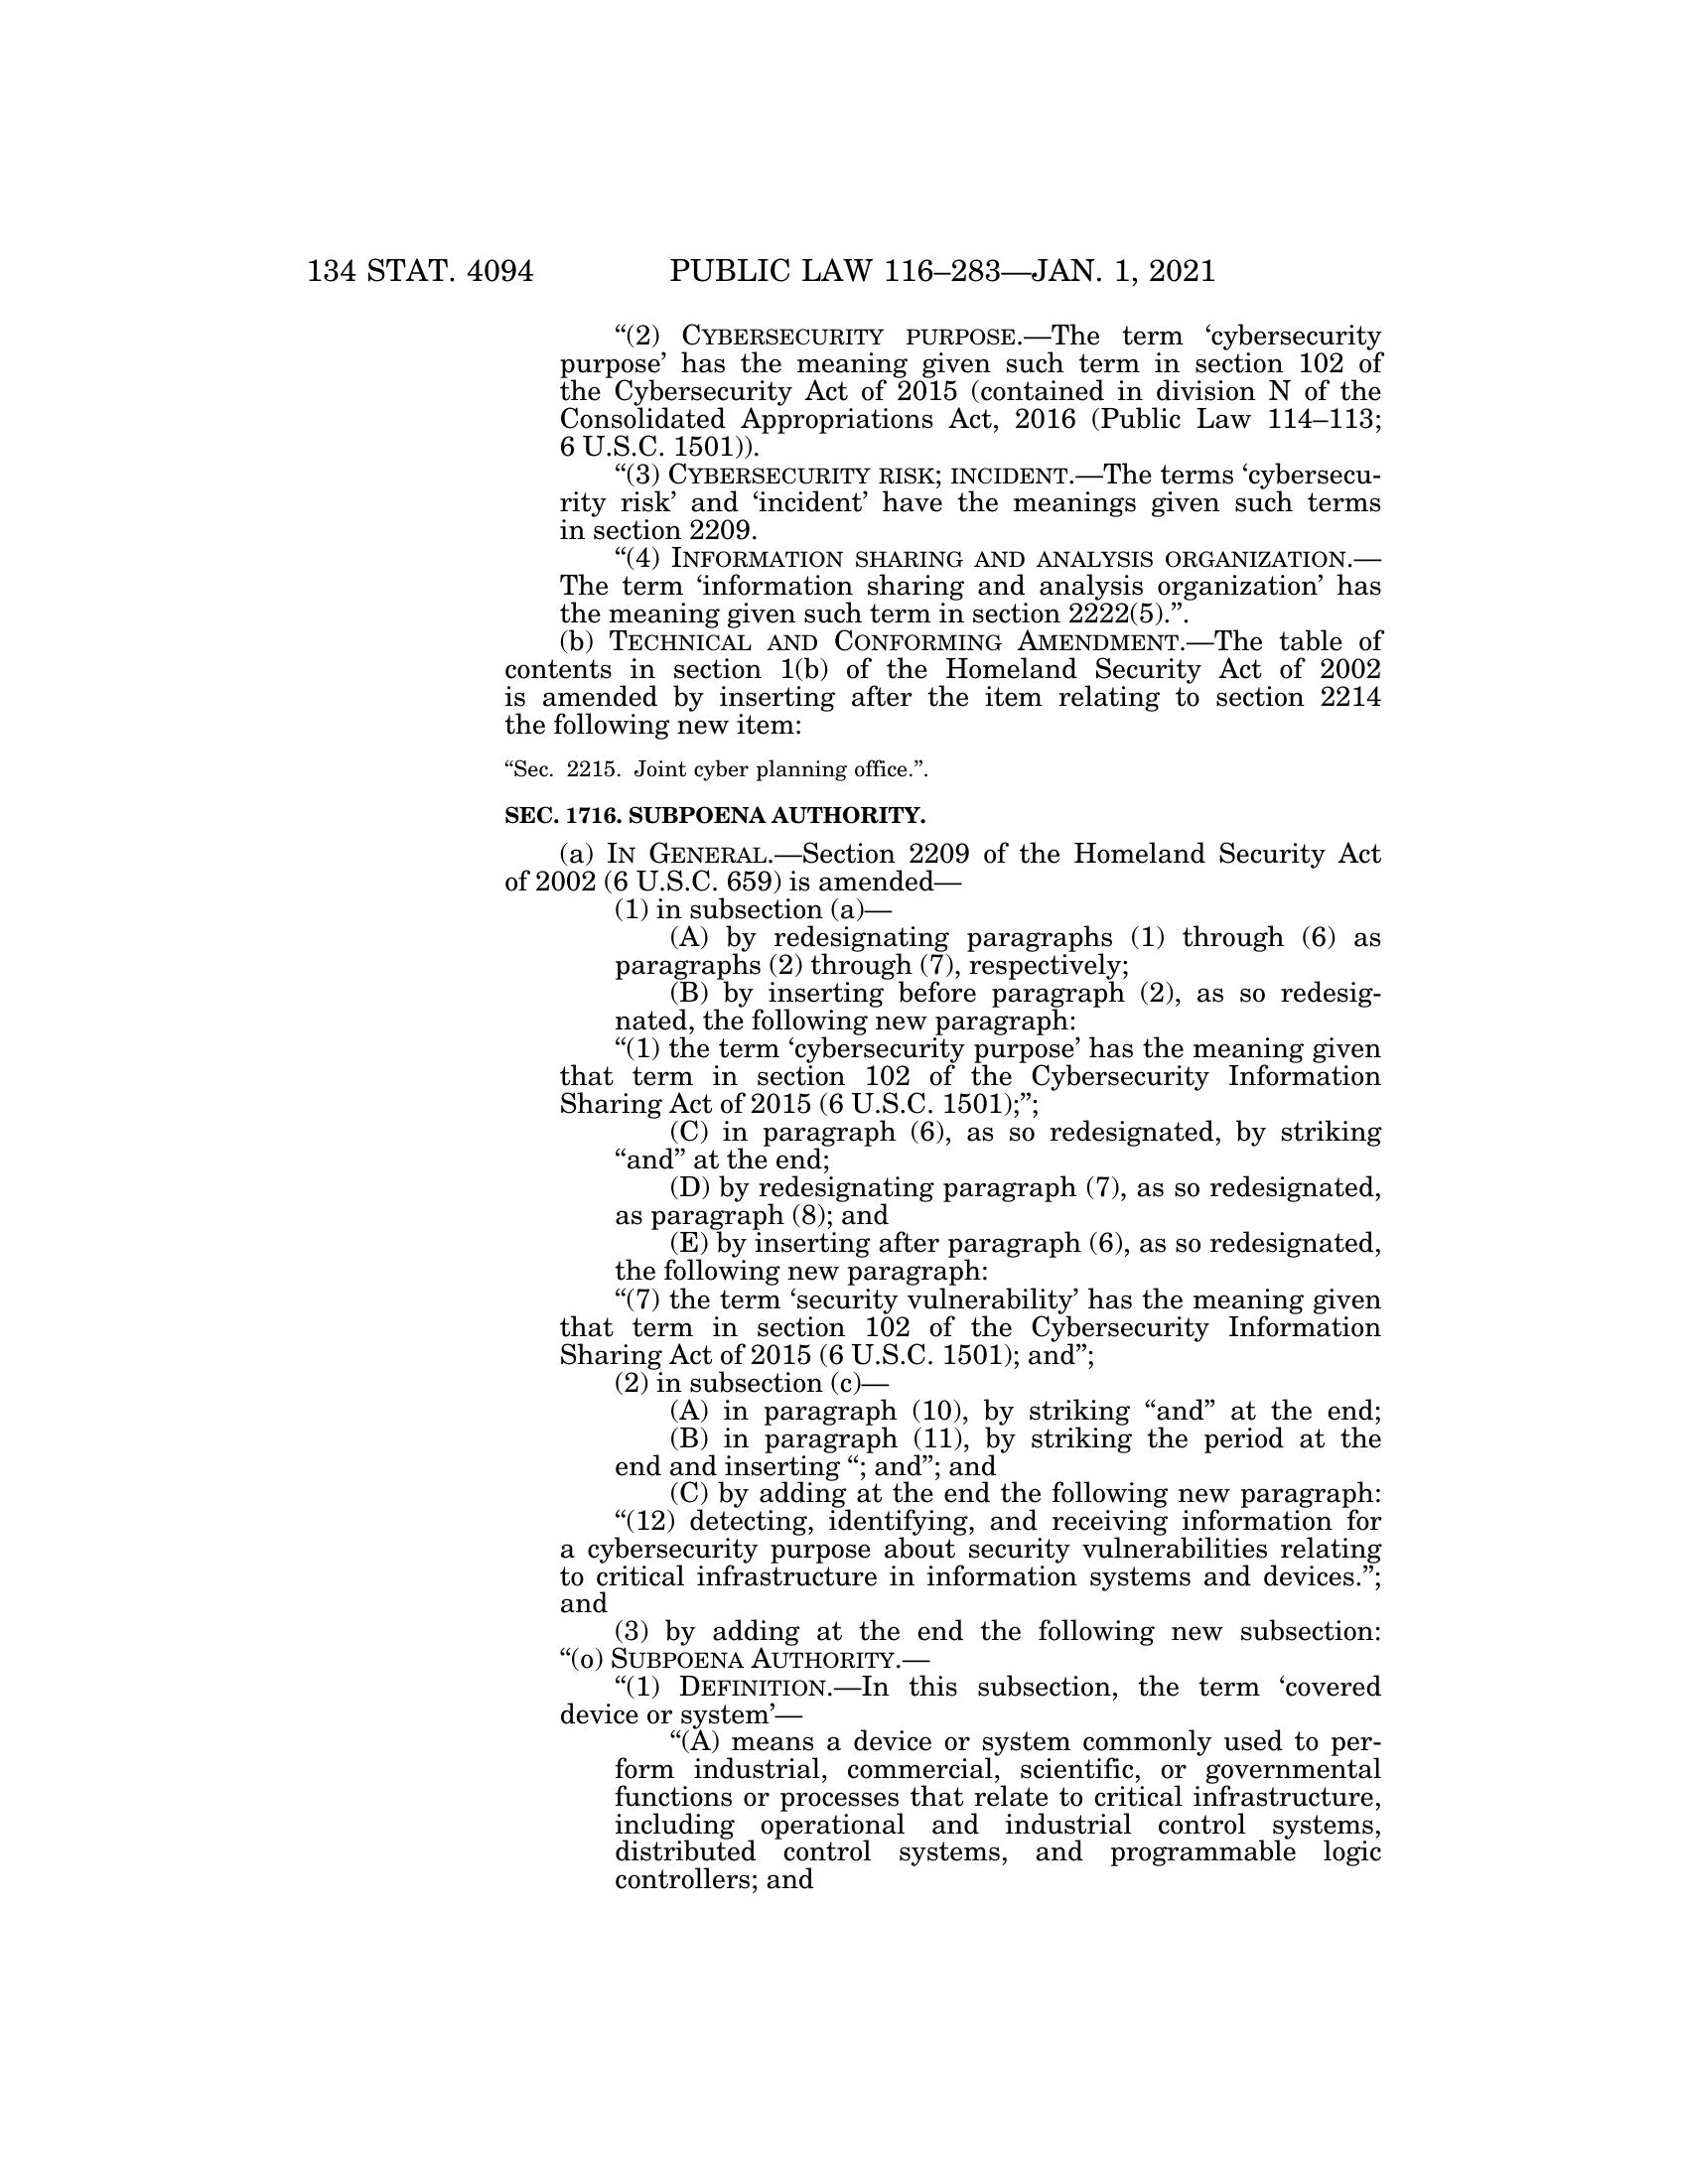 134 STAT. 4094 PUBLIC LAW 116–283—JAN. 1, 2021
“(2) CYBERSECURITY PURPOSE.—The term ‘cybersecurity
purpose’ has the meaning given such term in section 102 of
the Cybersecurity Act of 2015 (contained in division N of the
Consolidated Appropriations Act, 2016 (Public Law 114–113;
6 U.S.C. 1501)).
“(3) CYBERSECURITY RISK; INCIDENT.—The terms ‘cybersecu-
rity risk’ and ‘incident’ have the meanings given such terms
in section 2209.
“(4) INFORMATION SHARING AND ANALYSIS ORGANIZATION.—
The term ‘information sharing and analysis organization’ has
the meaning given such term in section 2222(5).”.
(b) TECHNICAL AND CONFORMING AMENDMENT.—The table of
contents in section 1(b) of the Homeland Security Act of 2002
is amended by inserting after the item relating to section 2214
the following new item:
“Sec. 2215. Joint cyber planning office.”.
SEC. 1716. SUBPOENA AUTHORITY.
(a) IN GENERAL.—Section 2209 of the Homeland Security Act
of 2002 (6 U.S.C. 659) is amended—
(1) in subsection (a)—
(A) by redesignating paragraphs (1) through (6) as
paragraphs (2) through (7), respectively;
(B) by inserting before paragraph (2), as so redesig-
nated, the following new paragraph:
“(1) the term ‘cybersecurity purpose’ has the meaning given
that term in section 102 of the Cybersecurity Information
Sharing Act of 2015 (6 U.S.C. 1501);”;
(C) in paragraph (6), as so redesignated, by striking
“and” at the end;
(D) by redesignating paragraph (7), as so redesignated,
as paragraph (8); and
(E) by inserting after paragraph (6), as so redesignated,
the following new paragraph:
“(7) the term ‘security vulnerability’ has the meaning given
that term in section 102 of the Cybersecurity Information
Sharing Act of 2015 (6 U.S.C. 1501); and”;
(2) in subsection (c)—
(A) in paragraph (10), by striking “and” at the end;
(B) in paragraph (11), by striking the period at the
end and inserting “; and”; and
(C) by adding at the end the following new paragraph:
“(12) detecting, identifying, and receiving information for
a cybersecurity purpose about security vulnerabilities relating
to critical infrastructure in information systems and devices.”;
and
(3) by adding at the end the following new subsection:
“(o) SUBPOENA AUTHORITY.—
“(1) DEFINITION.—In this subsection, the term ‘covered
device or system’—
“(A) means a device or system commonly used to per-
form industrial, commercial, scientific, or governmental
functions or processes that relate to critical infrastructure,
including operational and industrial control systems,
distributed control systems, and programmable logic
controllers; and